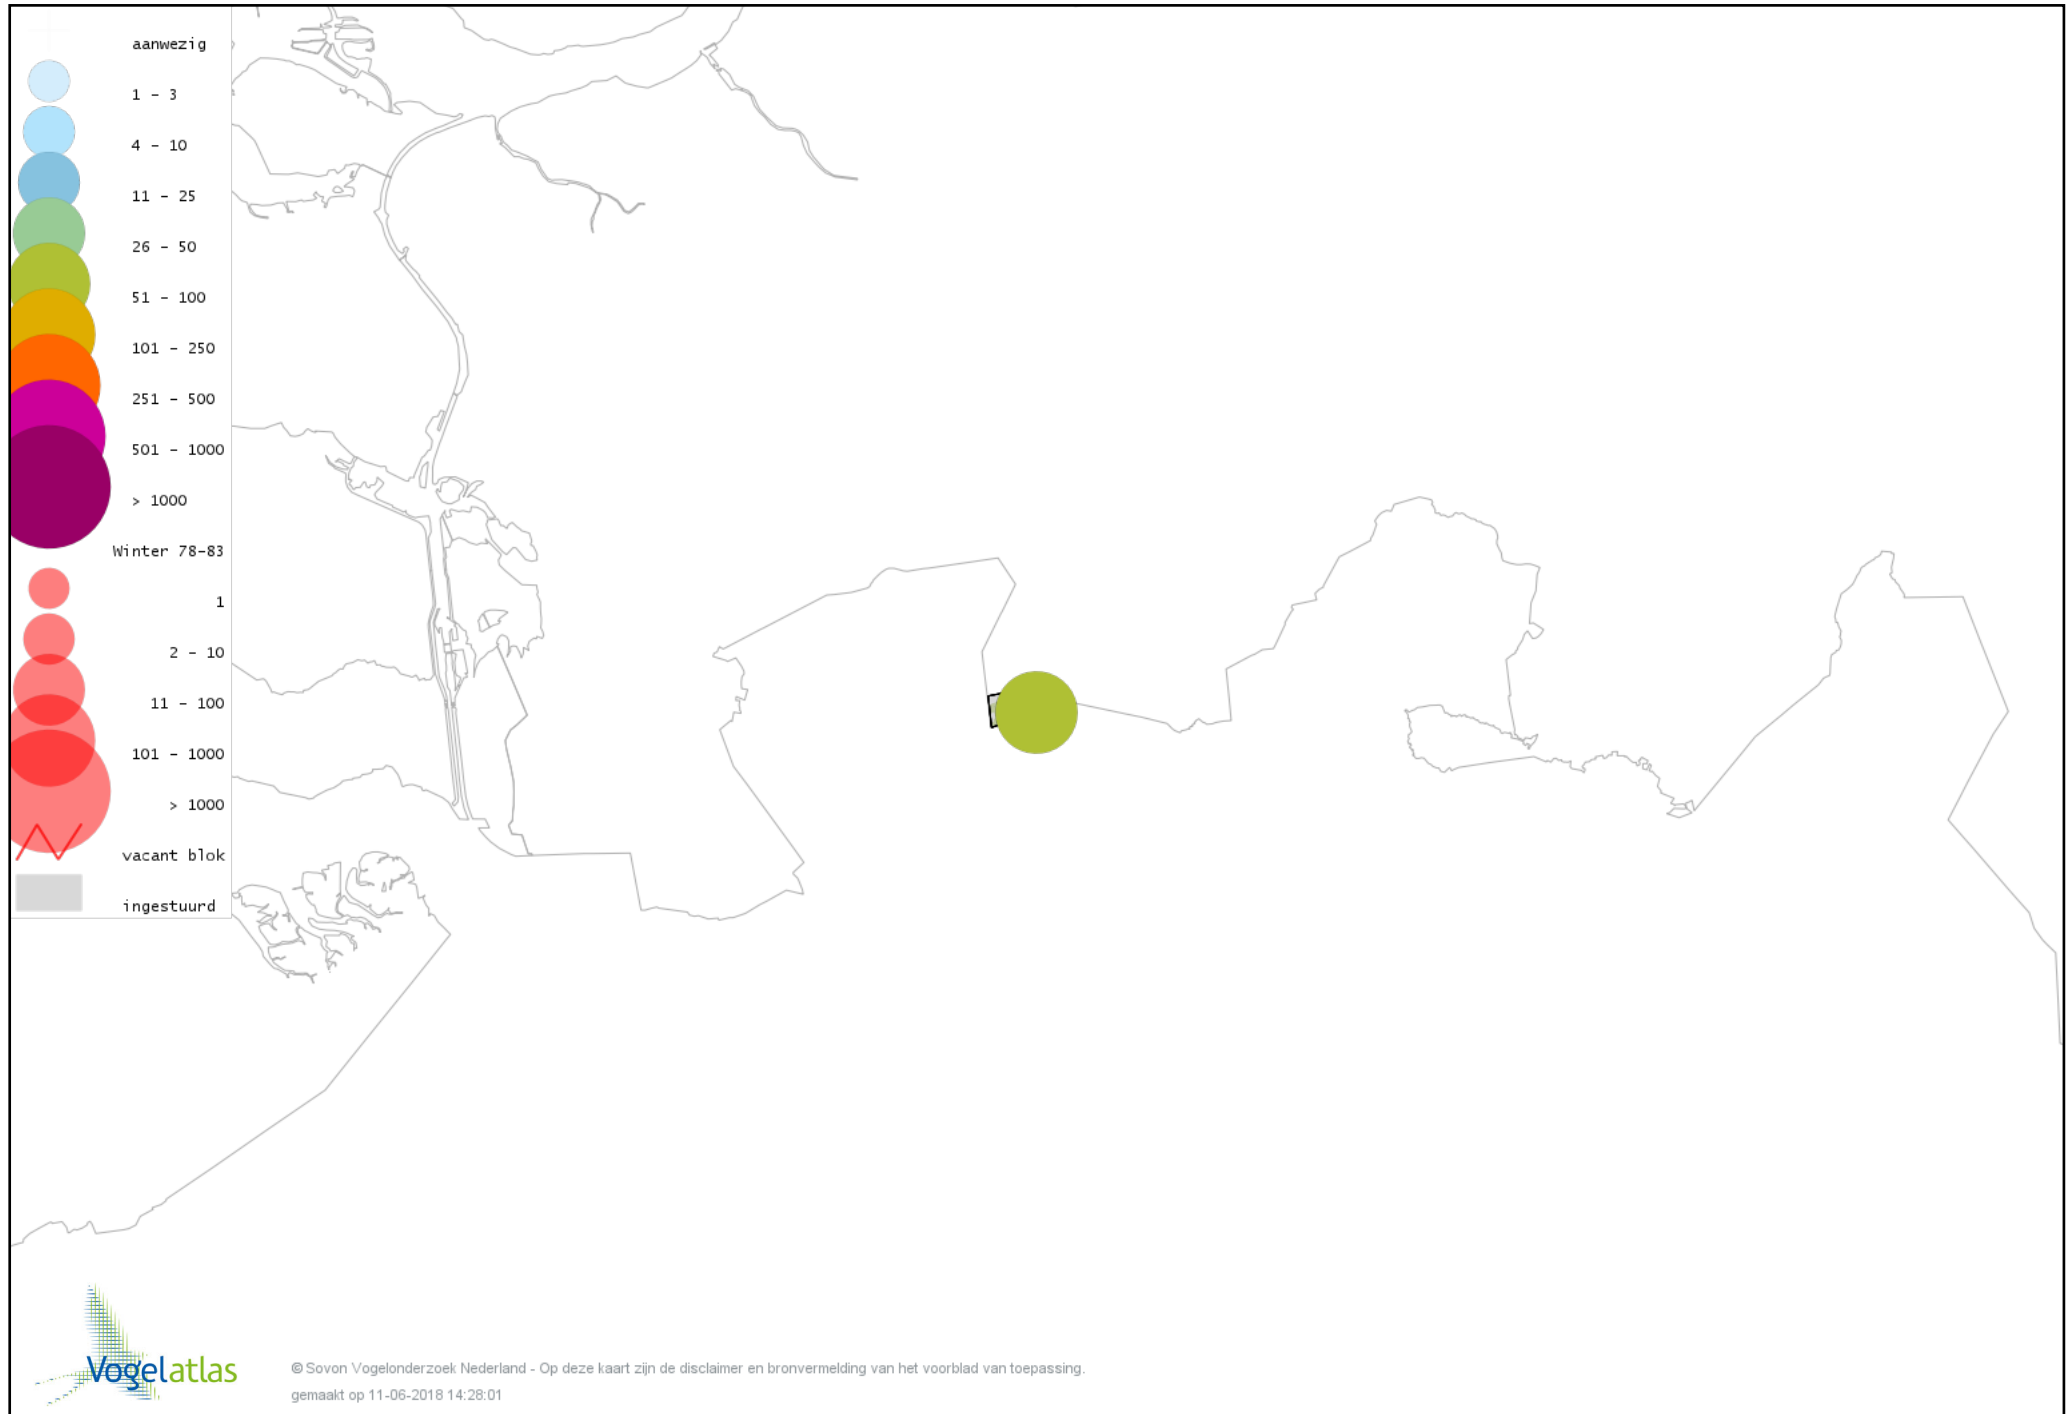 aanwezig
1 - 3
4 - 10
11 - 25
26 - 50
51 - 100
101 - 250
251 - 500
501 - 1000
> 1000
Winter 78-83
1
2 - 10
11 - 100
101 - 1000
> 1000
vacant blok
ingestuurd
Vogelatlas
© Sovon Vogelonderzoek Nederland - Op deze kaart zijn de disclaimer en bronvermelding van het voorblad van toepassing.
gemaakt op 11-06-2018 14:28:01